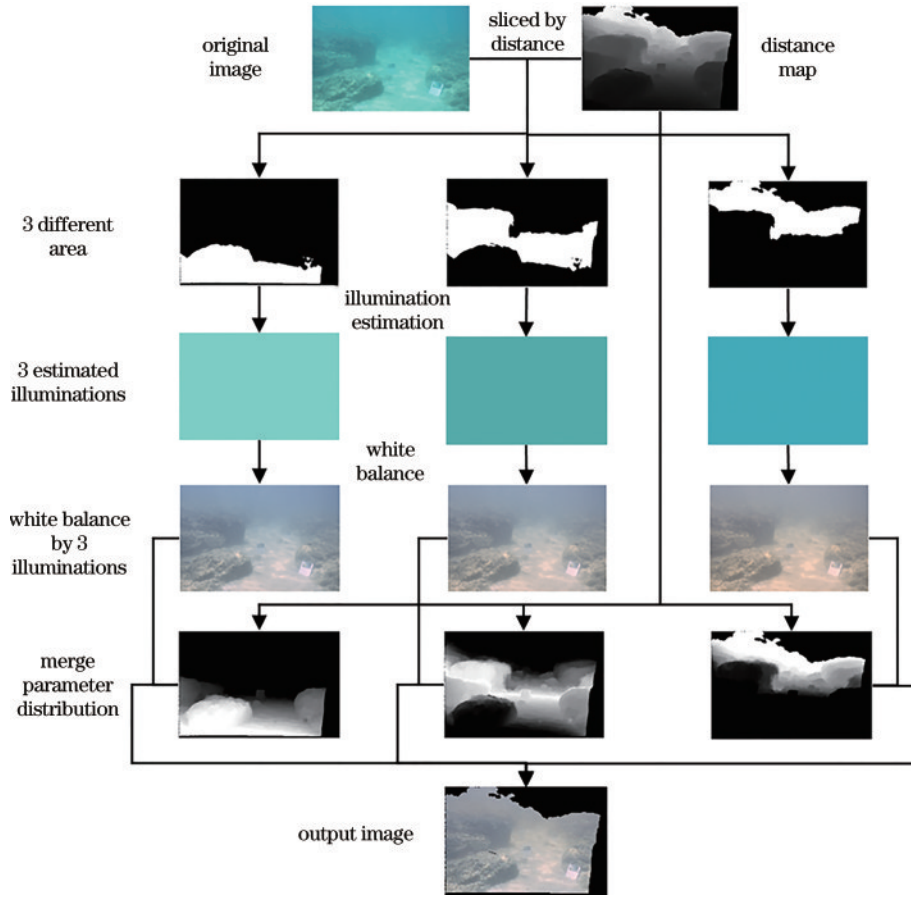 original
image
sliced by
distance
distance
map
3 different
area
illumination
estimation
3 estimated
illuminations
white
balance
white balance
by 3
illuminations
merge
parameter
distribution
output image